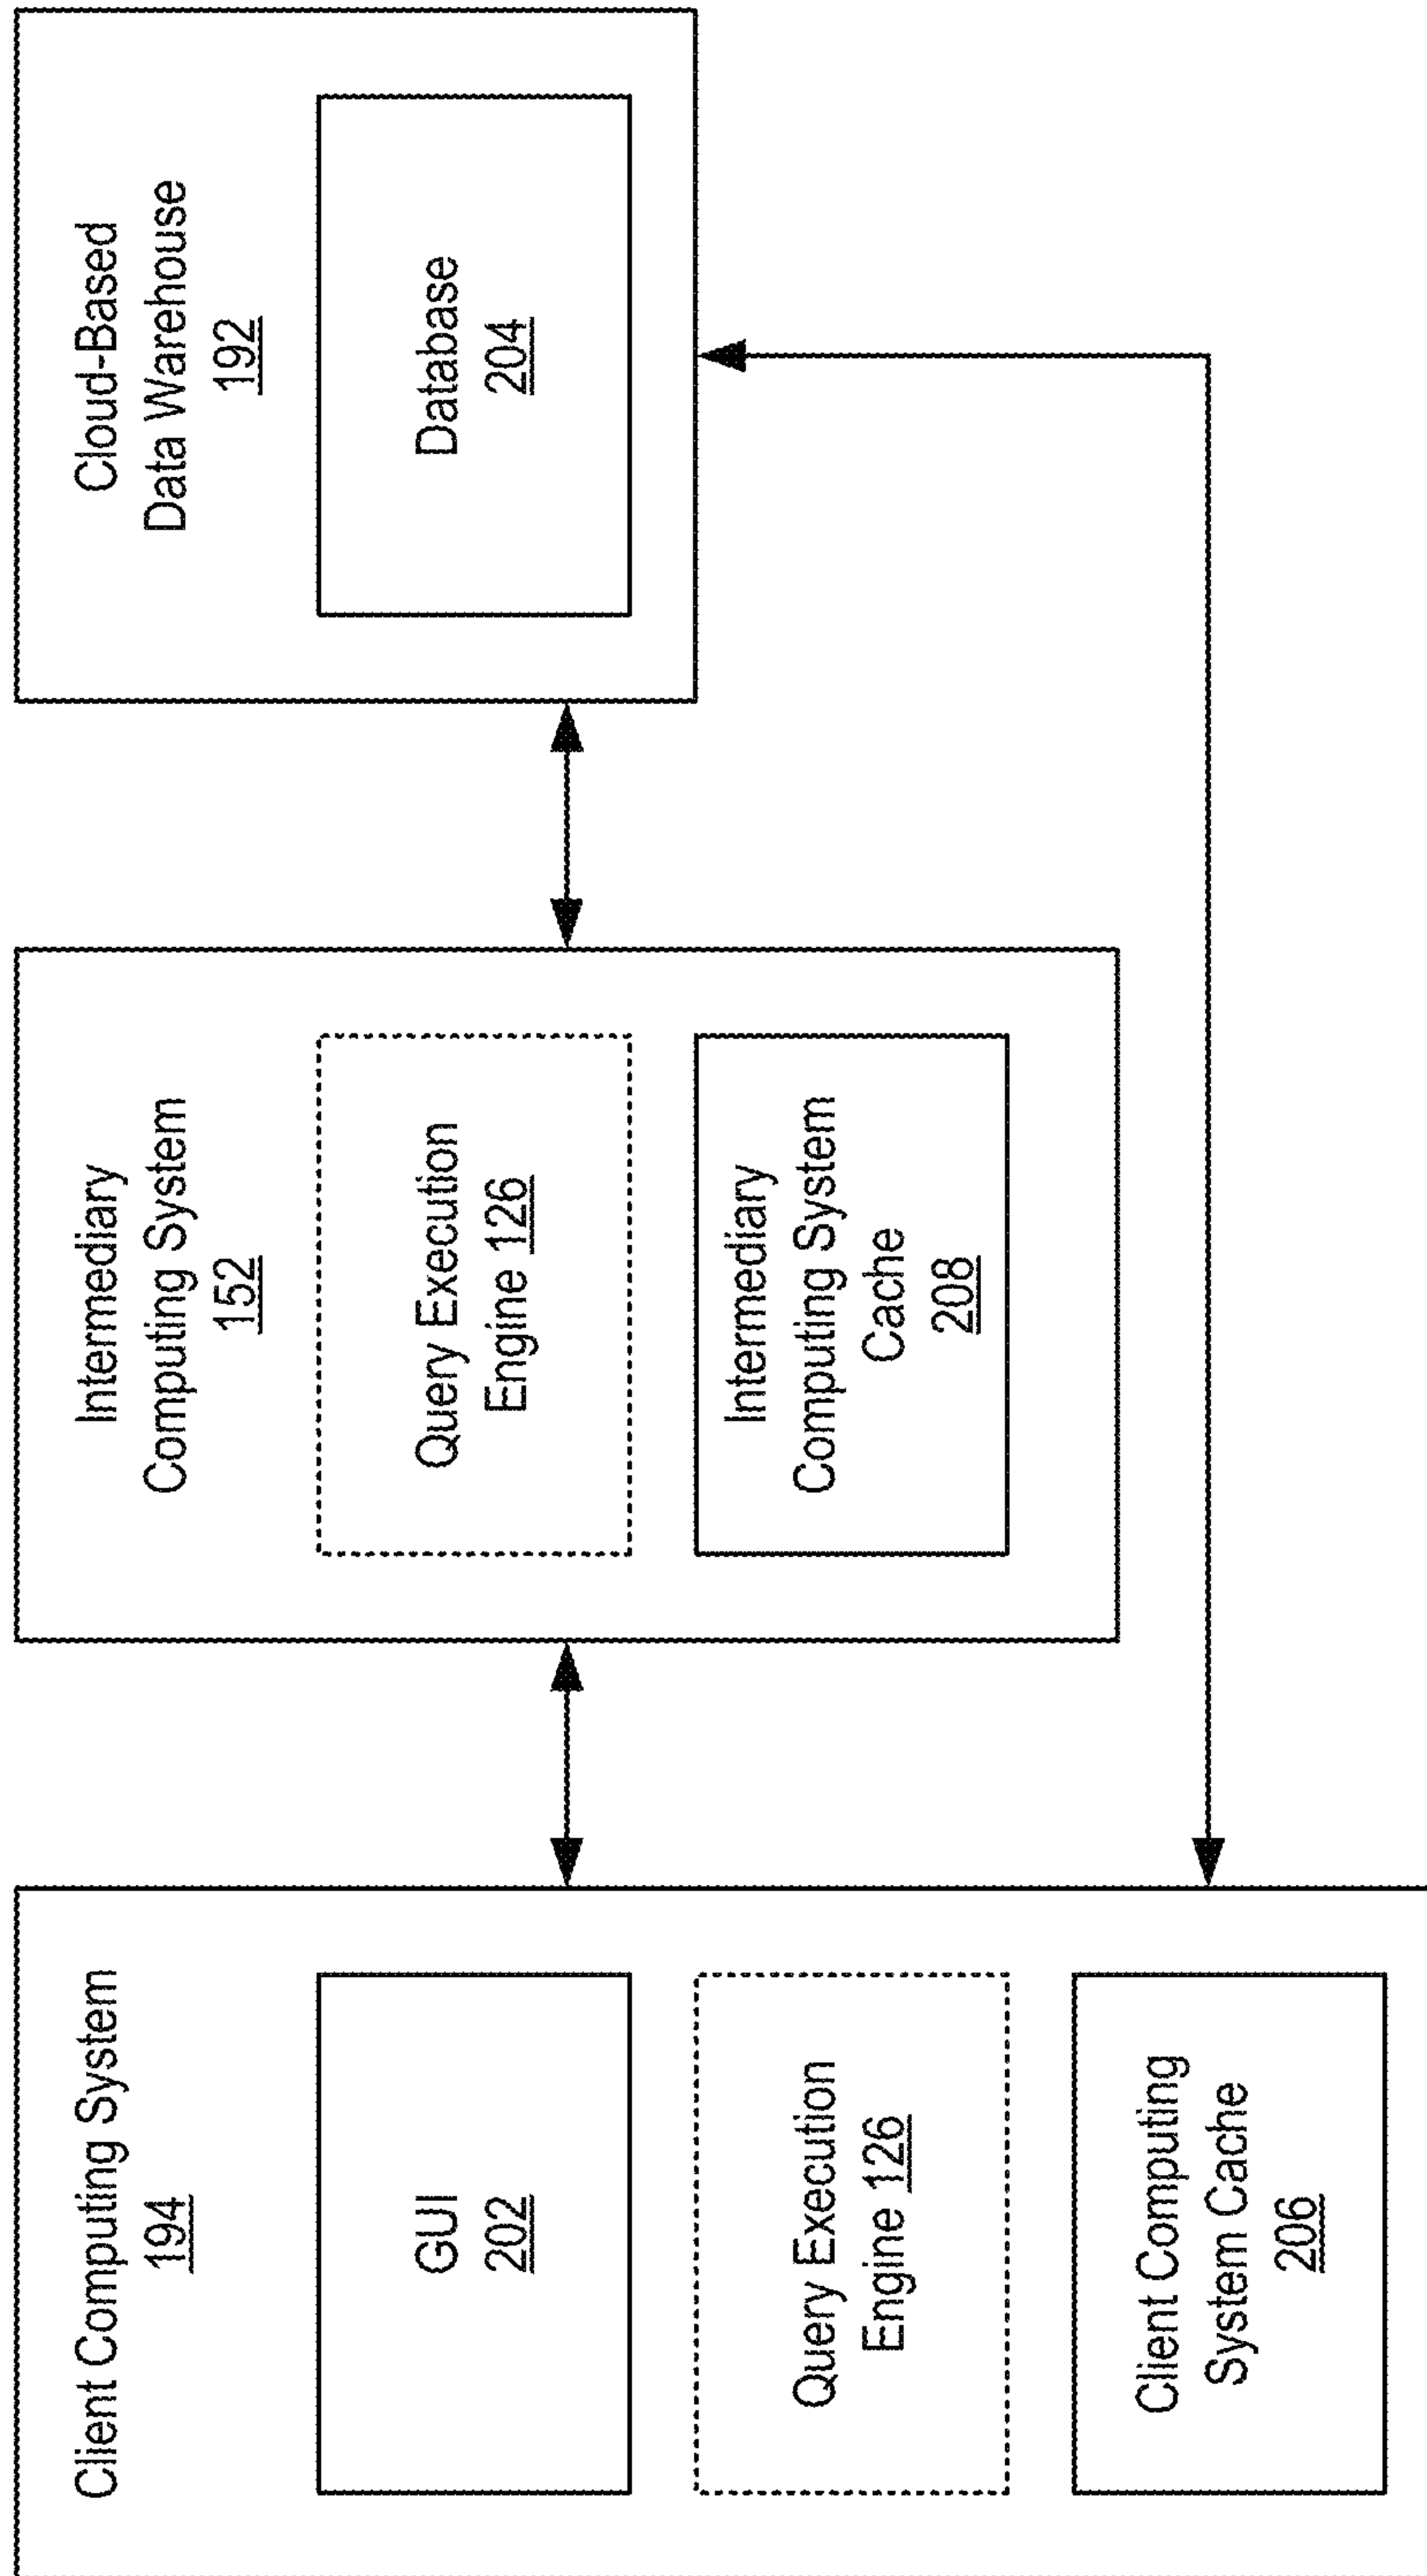 Client Computing System
194
GUI
202
Query Execution
Engine 126
Client Computing
System Cache
206
Intermediary
Computing System
152
Query Execution
Engine 126
Intermediary
Computing System
Cache
208
Cloud-Based
Data Warehouse
192
Database
204